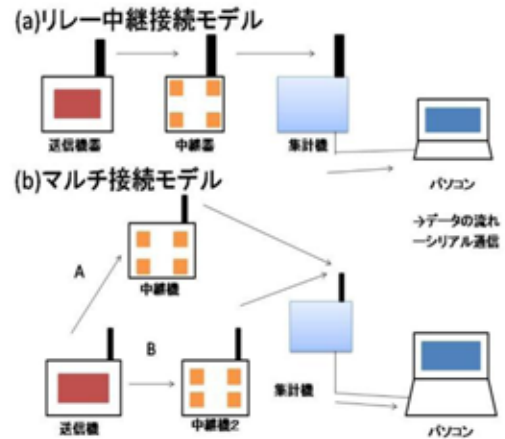 (a)リレー中継接続モデル
送信機器
中継器
集計機
パソコン
(b)マルチ接続モデル
→データの流れ
ーシリアル通信
A
中継機
B
送信機
中継機2
集計機
パソコン